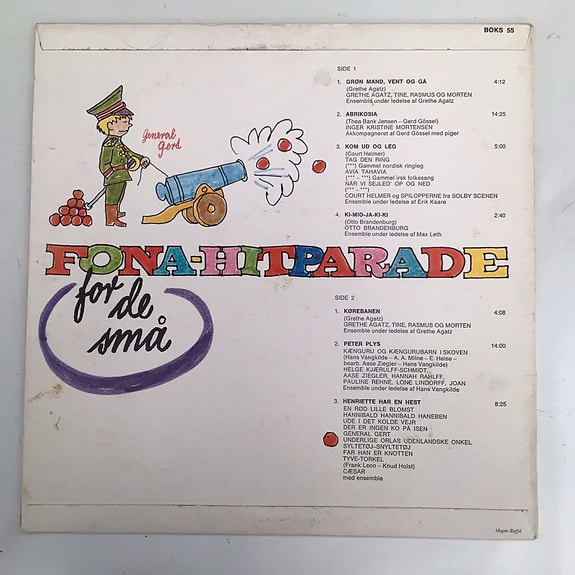 BOKS 55
SIDE 1
1. GRØN MAND, VENT OG GÅ 4:12
(Grethe Agatz)
GRETHE AGATZ, TINE, RASMUS OG MORTEN
Ensemble under ledelse af Grethe Agatz
2. ABRIKOSIA 14:25
(Thea Bank Jensen – Gerd Gössel)
INGER KRISTINE MORTENSEN
Akkompagneret af Gerd Gössel med piger
3. KOM UD OG LEG 5:00
(Court Helmer)
TAG DEN RING
(***) Gammel nordisk ringleg
AVIA TAHAVIA
(*** – ***) Gammel irsk folkesang
NÅR VI SEJLED' OP OG NED
(*** – ***)
COURT HELMER og SPILOPPERNE fra SOLBY SCENEN
Ensemble under ledelse af Erik Kaare
4. KI-MIO-JA-KI-KI 2:40
(Otto Brandenburg)
OTTO BRANDENBURG
Ensemble under ledelse af Max Leth
General
Gert
FONA-HITPARADE
for de
små
SIDE 2
1. KØREBANEN 4:08
(Grethe Agatz)
GRETHE AGATZ, TINE, RASMUS OG MORTEN
Ensemble under ledelse af Grethe Agatz
2. PETER PLYS 14:00
KÆNGURU OG KÆNGURUBARN I SKOVEN
(Hans Vangkilde – A. A. Milne – E. Heise –
bearb. Aase Ziegler – Hans Vangkilde)
HELGE KJÆRULFF-SCHMIDT,
AASE ZIEGLER, HANNAH RAHLFF,
PAULINE REHNÉ, LONE LINDORFF, JOAN
Ensemble under ledelse af Hans Vangkilde
3. HENRIETTE HAR EN HEST 8:25
EN RØD LILLE BLOMST
HANNIBALD HANNIBALD HANEBEN
UDE I DET KOLDE VEJR
DER ER INGEN KO PÅ ISEN
GENERAL GERT
UNDERLIGE ORLAS UDENLANDSKE ONKEL
SYLTETØJ–SNYLTETØJ
FAR HAN ER KNOTTEN
TYVE-TORKEL
(Frank Leon – Knud Holst)
CÆSAR
med ensemble
Mogens Ruffd